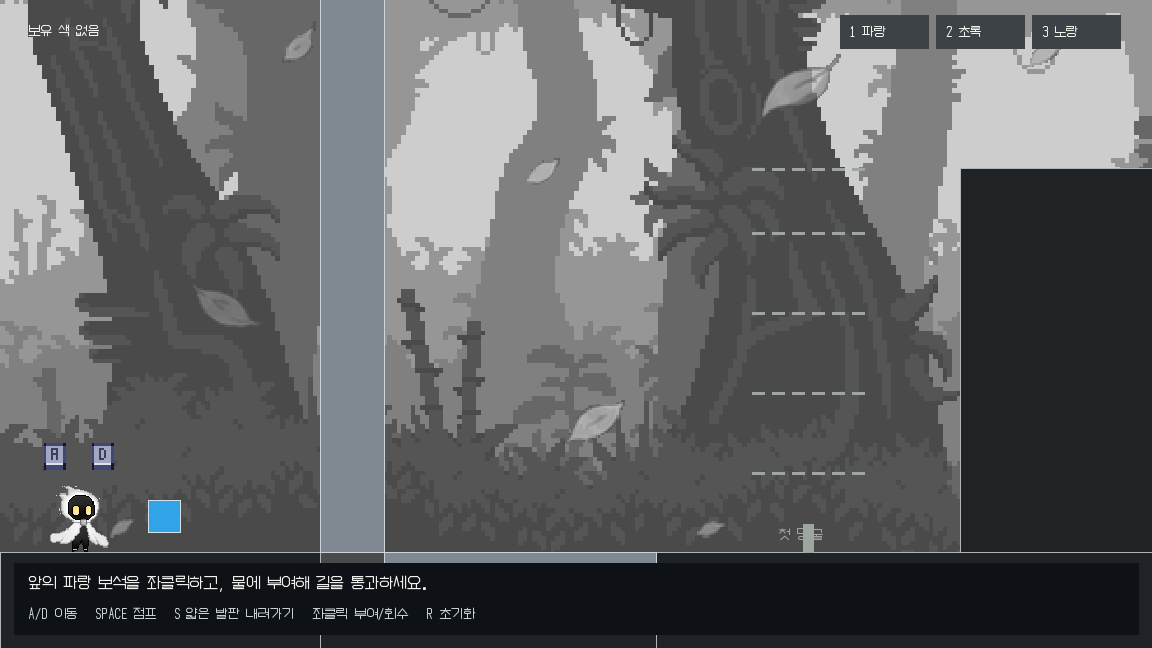 보유 색 없음
1 파랑
2 초록
3 노랑
A
D
앞의 파랑 보석을 좌클릭하고, 물에 부여해 길을 통과하세요.
A/D 이동 SPACE 점프 S 얇은 발판 내려가기 좌클릭 부여/회수 R 초기화